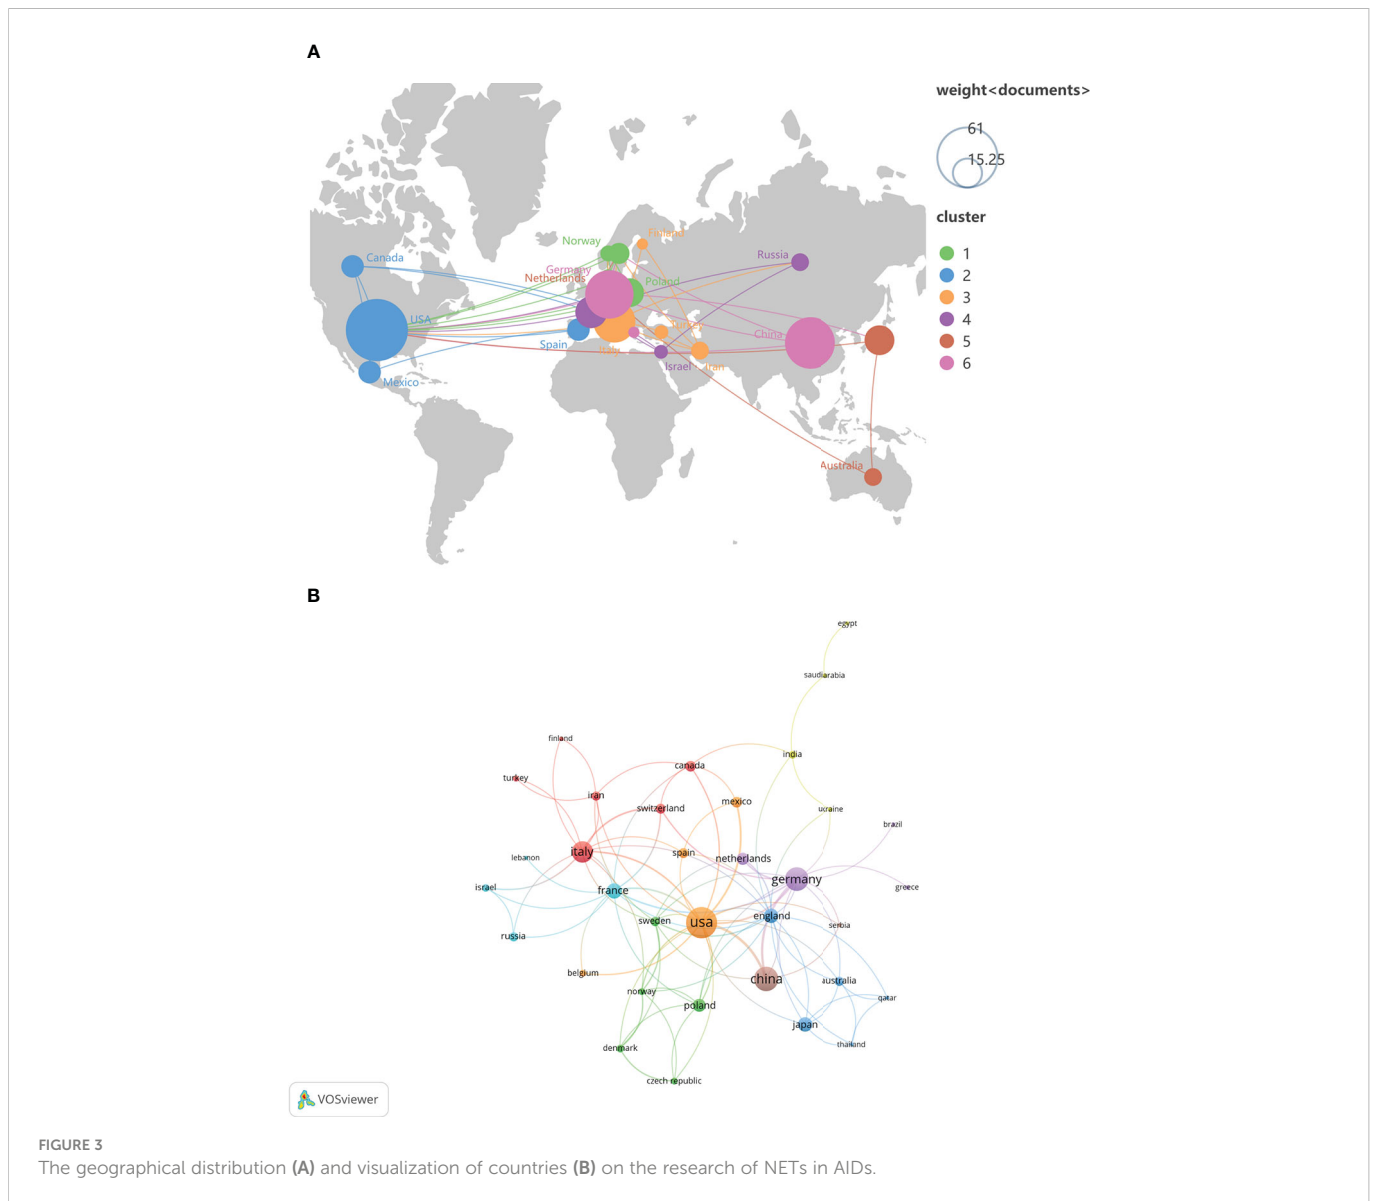 A
weight<documents>
61
15.25
cluster
1
2
3
4
5
6
Finland
Norway
Canada
Russia
Germany
Netherlands
Poland
USA
Turkey
China
Spain
Italy
Israel
Iran
Mexico
Australia
B
egypt
saudiarabia
finland
india
canada
turkey
iran
mexico
switzerland
ukraine
brazil
italy
spain
lebanon
netherlands
germany
israel
france
greece
england
sweden
usa
serbia
russia
belgium
china
australia
norway
qatar
poland
japan
denmark
thailand
czech republic
VOSviewer
FIGURE 3
The geographical distribution (A) and visualization of countries (B) on the research of NETs in AIDs.